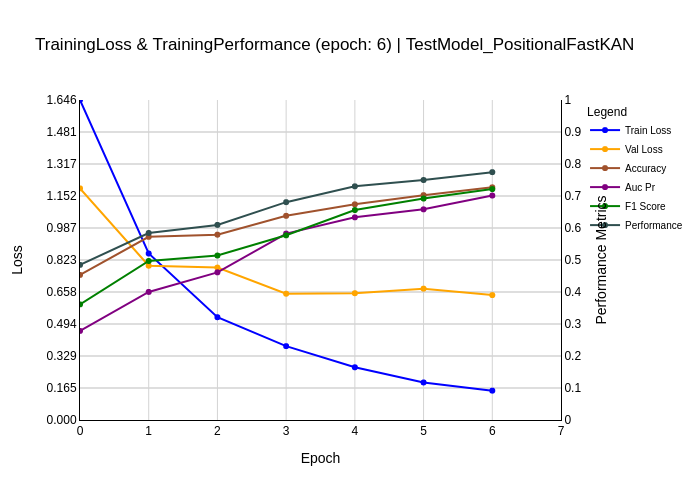 TrainingLoss & TrainingPerformance (epoch: 6) | TestModel_PositionalFastKAN
1.646
1.481
1.317
1.152
0.987
0.823
0.658
0.494
0.329
0.165
0.000
Loss
0
1
2
3
4
5
6
7
Epoch
1
0.9
0.8
0.7
0.6
0.5
0.4
0.3
0.2
0.1
0
Performance Metrics
Legend
Train Loss
Val Loss
Accuracy
Auc Pr
F1 Score
Performance